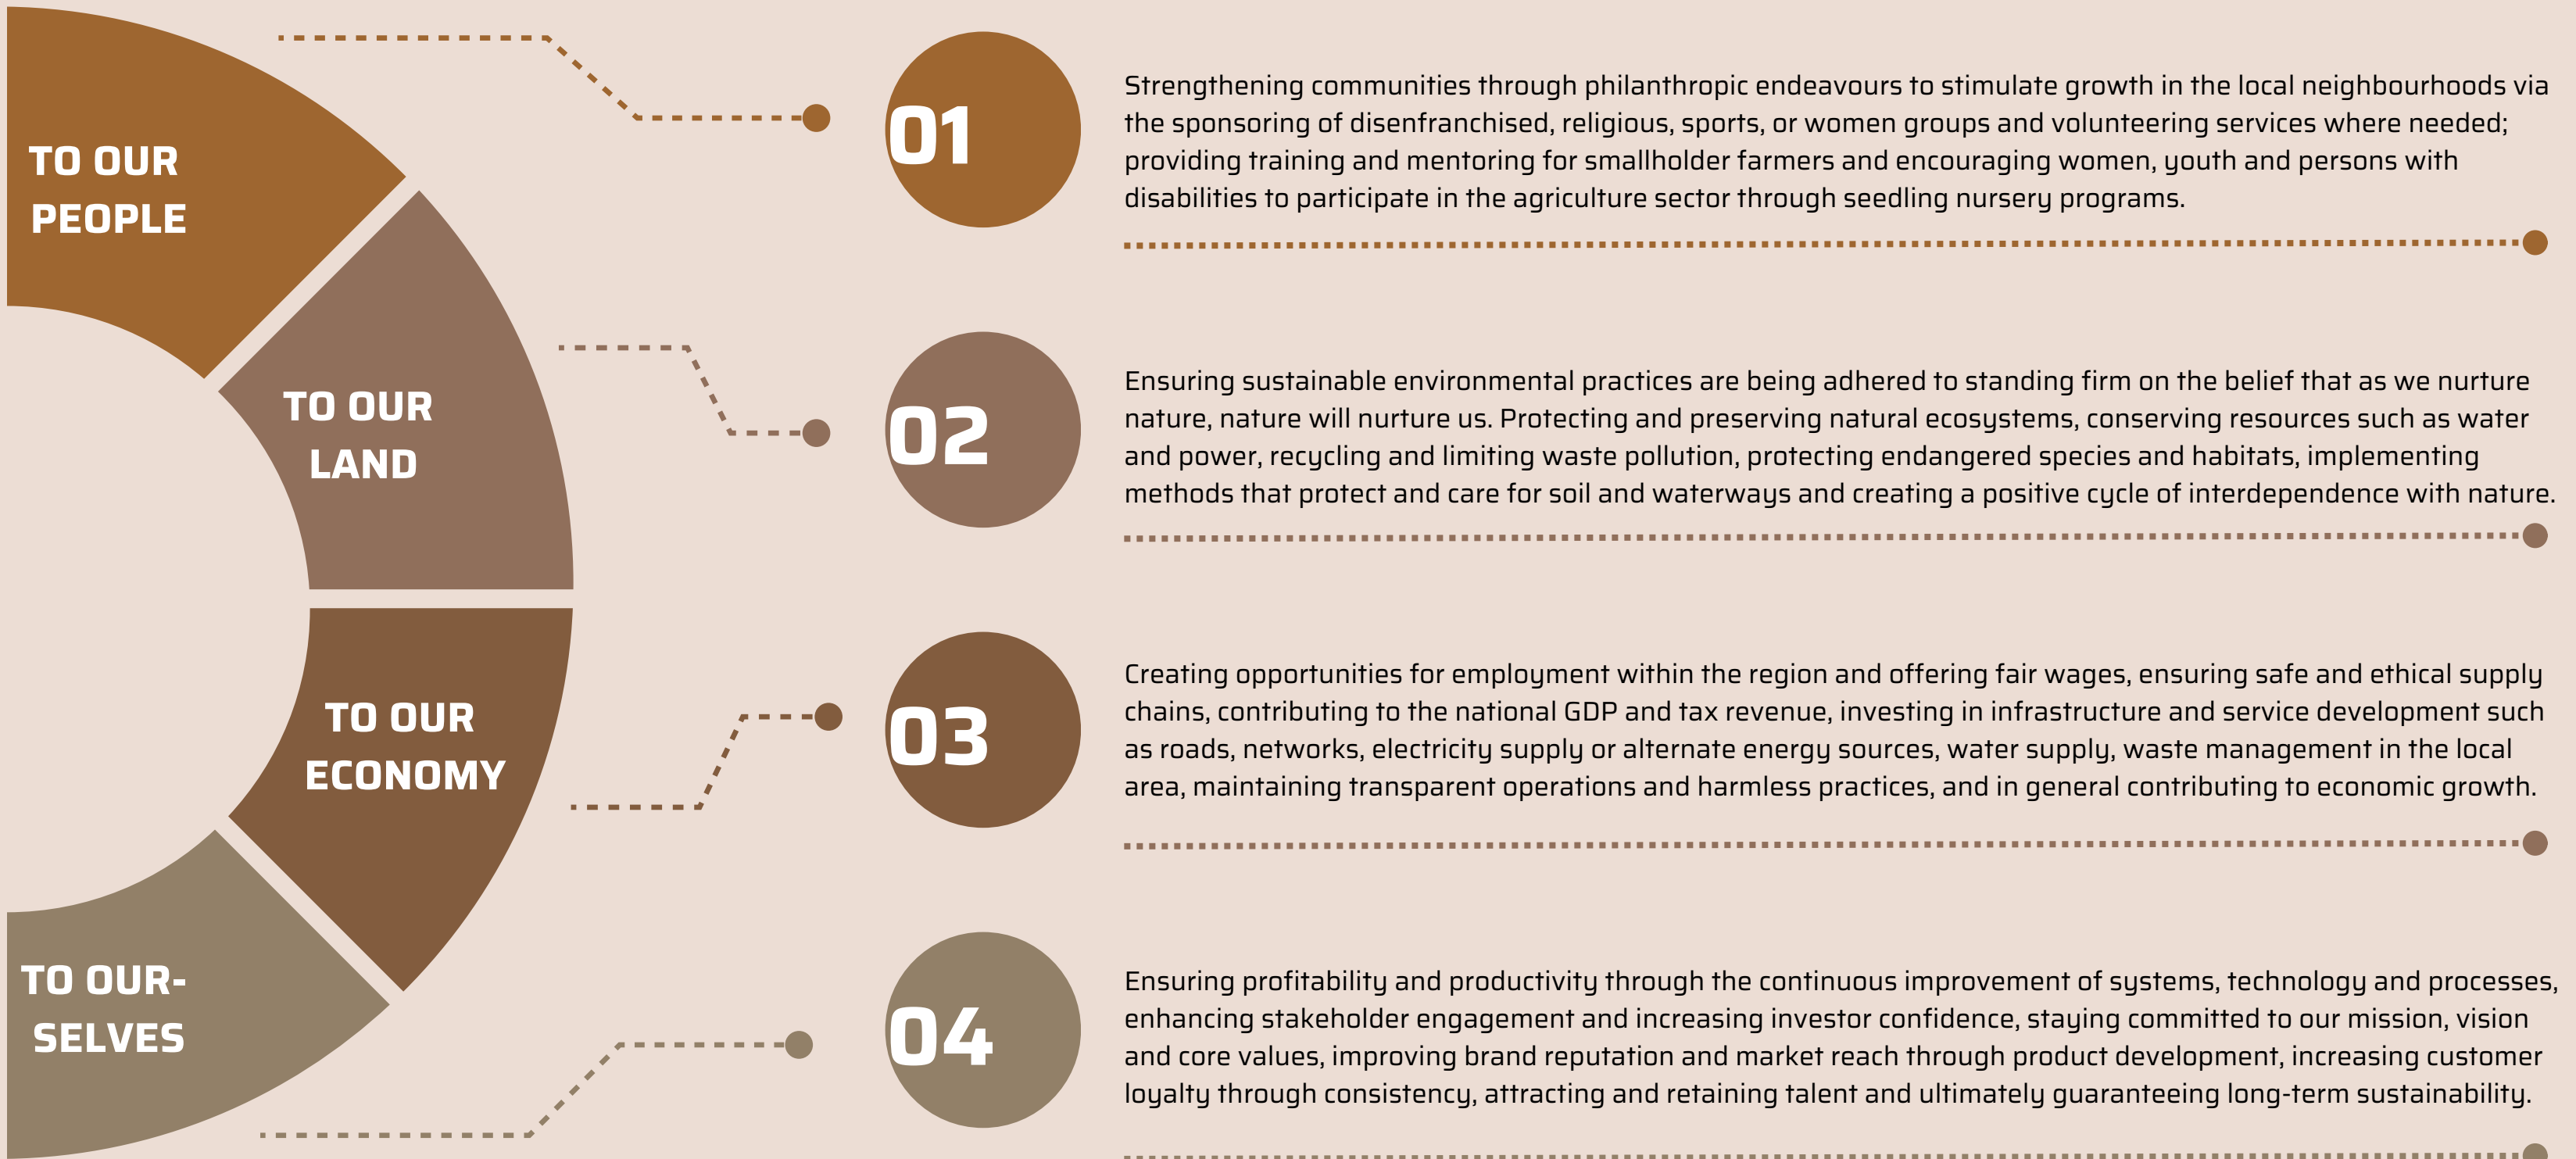 TO OUR
PEOPLE
01
Strengthening communities through philanthropic endeavours to stimulate growth in the local neighbourhoods via
the sponsoring of disenfranchised, religious, sports, or women groups and volunteering services where needed;
providing training and mentoring for smallholder farmers and encouraging women, youth and persons with
disabilities to participate in the agriculture sector through seedling nursery programs.
TO OUR
LAND
02
Ensuring sustainable environmental practices are being adhered to standing firm on the belief that as we nurture
nature, nature will nurture us. Protecting and preserving natural ecosystems, conserving resources such as water
and power, recycling and limiting waste pollution, protecting endangered species and habitats, implementing
methods that protect and care for soil and waterways and creating a positive cycle of interdependence with nature.
TO OUR
ECONOMY
03
Creating opportunities for employment within the region and offering fair wages, ensuring safe and ethical supply
chains, contributing to the national GDP and tax revenue, investing in infrastructure and service development such
as roads, networks, electricity supply or alternate energy sources, water supply, waste management in the local
area, maintaining transparent operations and harmless practices, and in general contributing to economic growth.
TO OUR-
SELVES
04
Ensuring profitability and productivity through the continuous improvement of systems, technology and processes,
enhancing stakeholder engagement and increasing investor confidence, staying committed to our mission, vision
and core values, improving brand reputation and market reach through product development, increasing customer
loyalty through consistency, attracting and retaining talent and ultimately guaranteeing long-term sustainability.